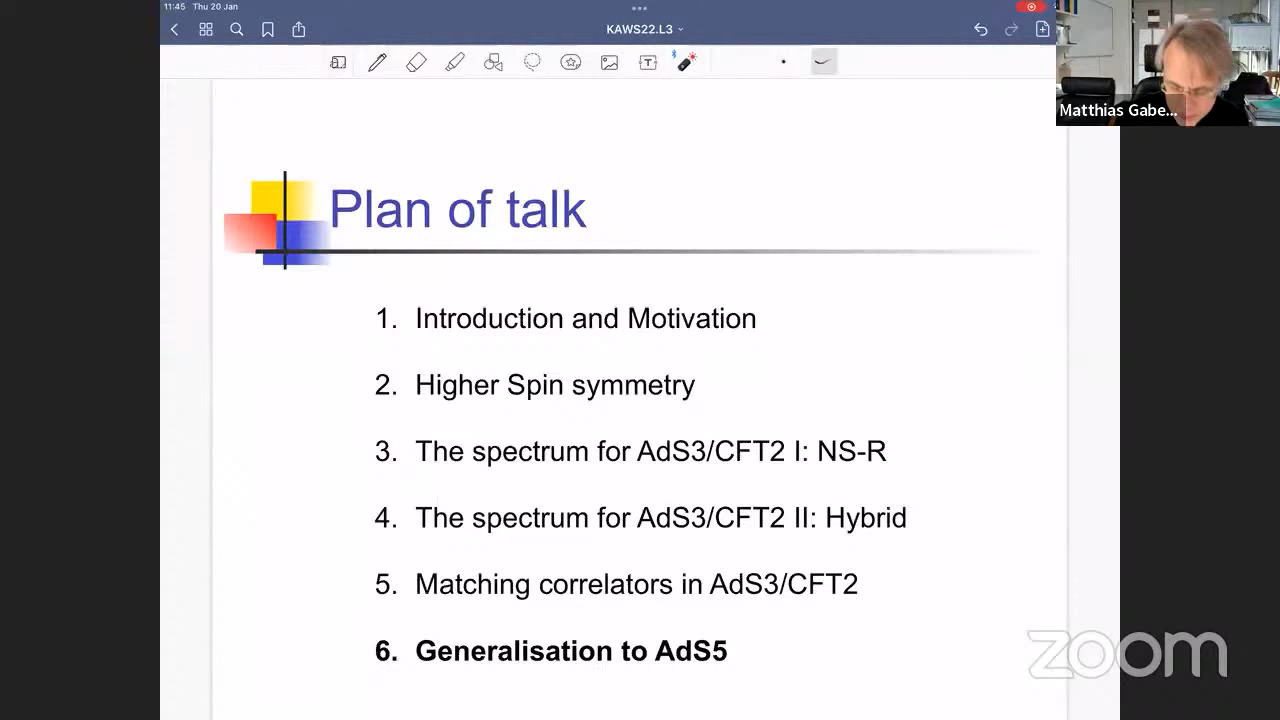 11:45 Thu 20 Jan
KAWS22.L3
Matthias Gabe...
Plan of talk
1. Introduction and Motivation
2. Higher Spin symmetry
3. The spectrum for AdS3/CFT2 I: NS-R
4. The spectrum for AdS3/CFT2 II: Hybrid
5. Matching correlators in AdS3/CFT2
6. Generalisation to AdS5
zoom